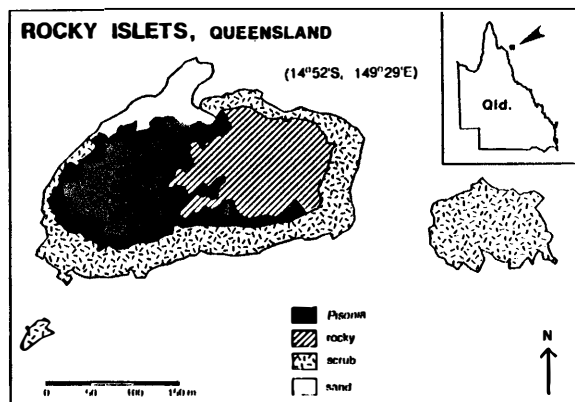 ROCKY ISLETS, QUEENSLAND
(14°52'S, 149°29'E)
Qld.
Pisonia
rocky
scrub
sand
N
0 50 100 150 m